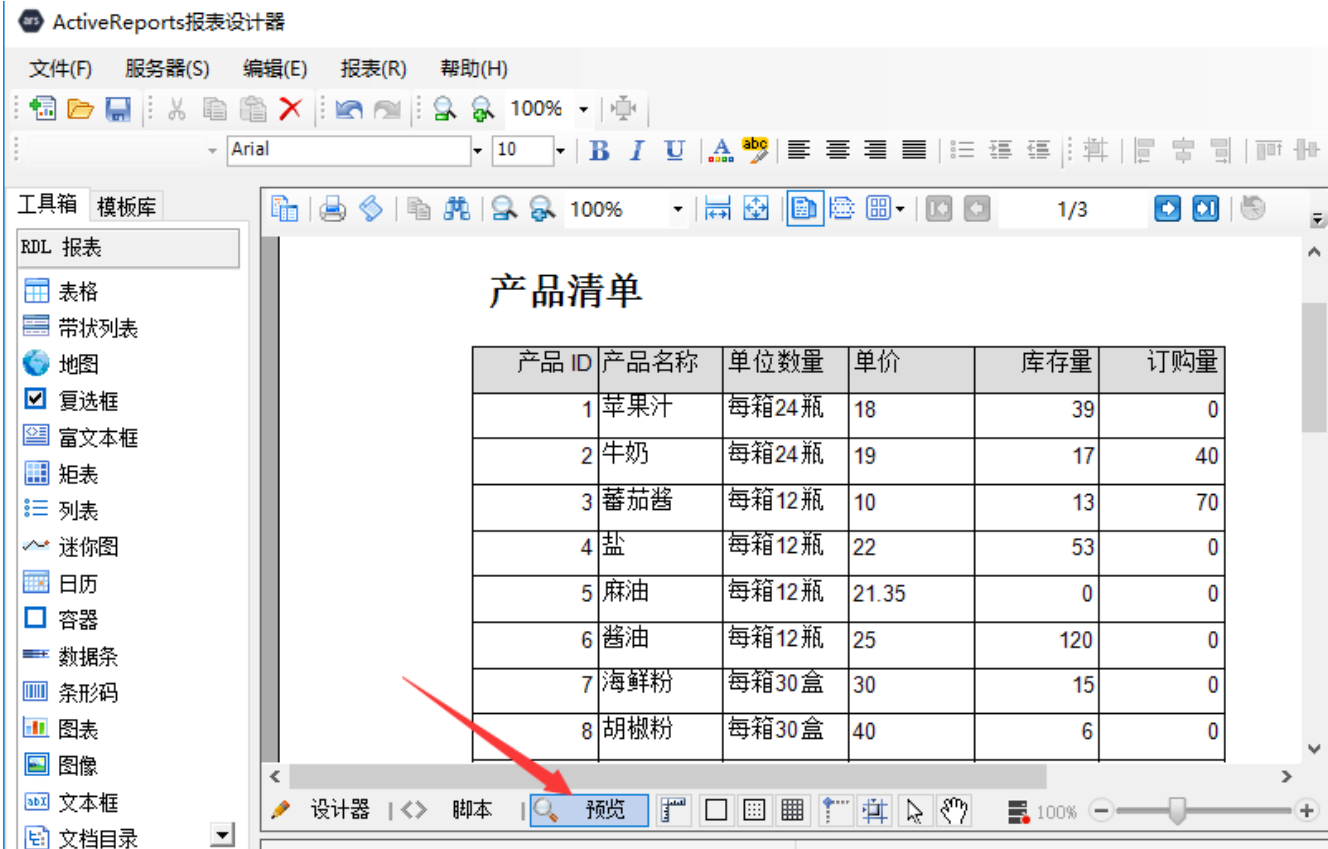 ars ActiveReports报表设计器
文件(F) 服务器(S) 编辑(E) 报表(R) 帮助(H)
100%
Arial 10 B I U A abc
工具箱 模板库
100% 1/3
RDL 报表
表格
带状列表
地图
复选框
富文本框
矩表
列表
迷你图
日历
容器
数据条
条形码
图表
图像
abI 文本框
文档目录
产品清单
产品 ID 产品名称 单位数量 单价 库存量 订购量
1 苹果汁 每箱24瓶 18 39 0
2 牛奶 每箱24瓶 19 17 40
3 蕃茄酱 每箱12瓶 10 13 70
4 盐 每箱12瓶 22 53 0
5 麻油 每箱12瓶 21.35 0 0
6 酱油 每箱12瓶 25 120 0
7 海鲜粉 每箱30盒 30 15 0
8 胡椒粉 每箱30盒 40 6 0
设计器 脚本 预览 100%